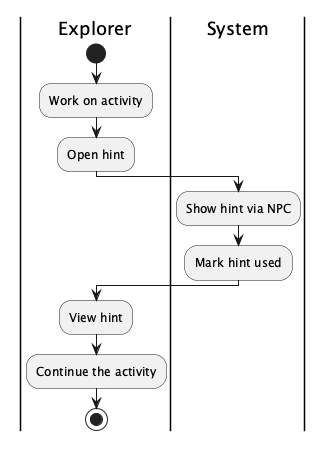 Explorer
System
Work on activity
Open hint
Show hint via NPC
Mark hint used
View hint
Continue the activity